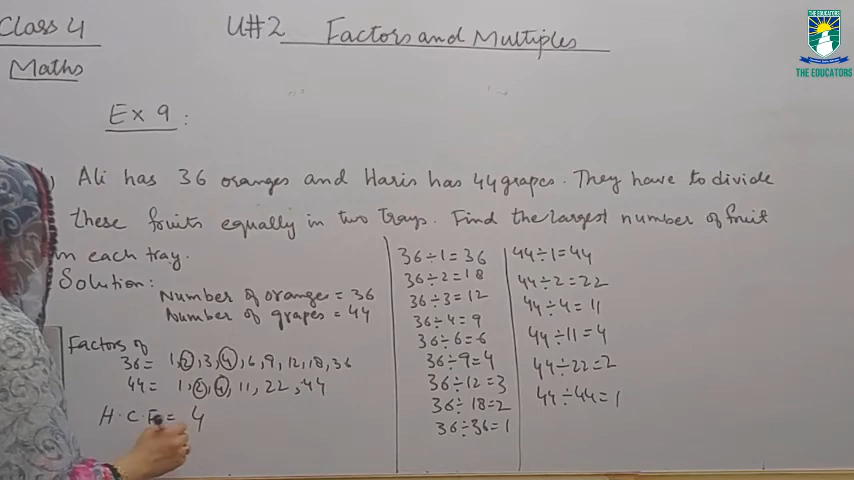 Class 4
U#2 Factors and Multiples
Maths
Ex 9 :
) Ali has 36 oranges and Haris has 44 grapes. They have to divide
these fruits equally in two trays. Find the largest number of fruit
in each tray.
Solution:
Number of oranges = 36
Number of grapes = 44
Factors of
36 = 1, 2, 3, 4, 6, 9, 12, 18, 36
44 = 1, 2, 4, 11, 22, 44
H.C.F = 4
36 ÷ 1 = 36
36 ÷ 2 = 18
36 ÷ 3 = 12
36 ÷ 4 = 9
36 ÷ 6 = 6
36 ÷ 9 = 4
36 ÷ 12 = 3
36 ÷ 18 = 2
36 ÷ 36 = 1
44 ÷ 1 = 44
44 ÷ 2 = 22
44 ÷ 4 = 11
44 ÷ 11 = 4
44 ÷ 22 = 2
44 ÷ 44 = 1
THE EDUCATORS
THE EDUCATORS